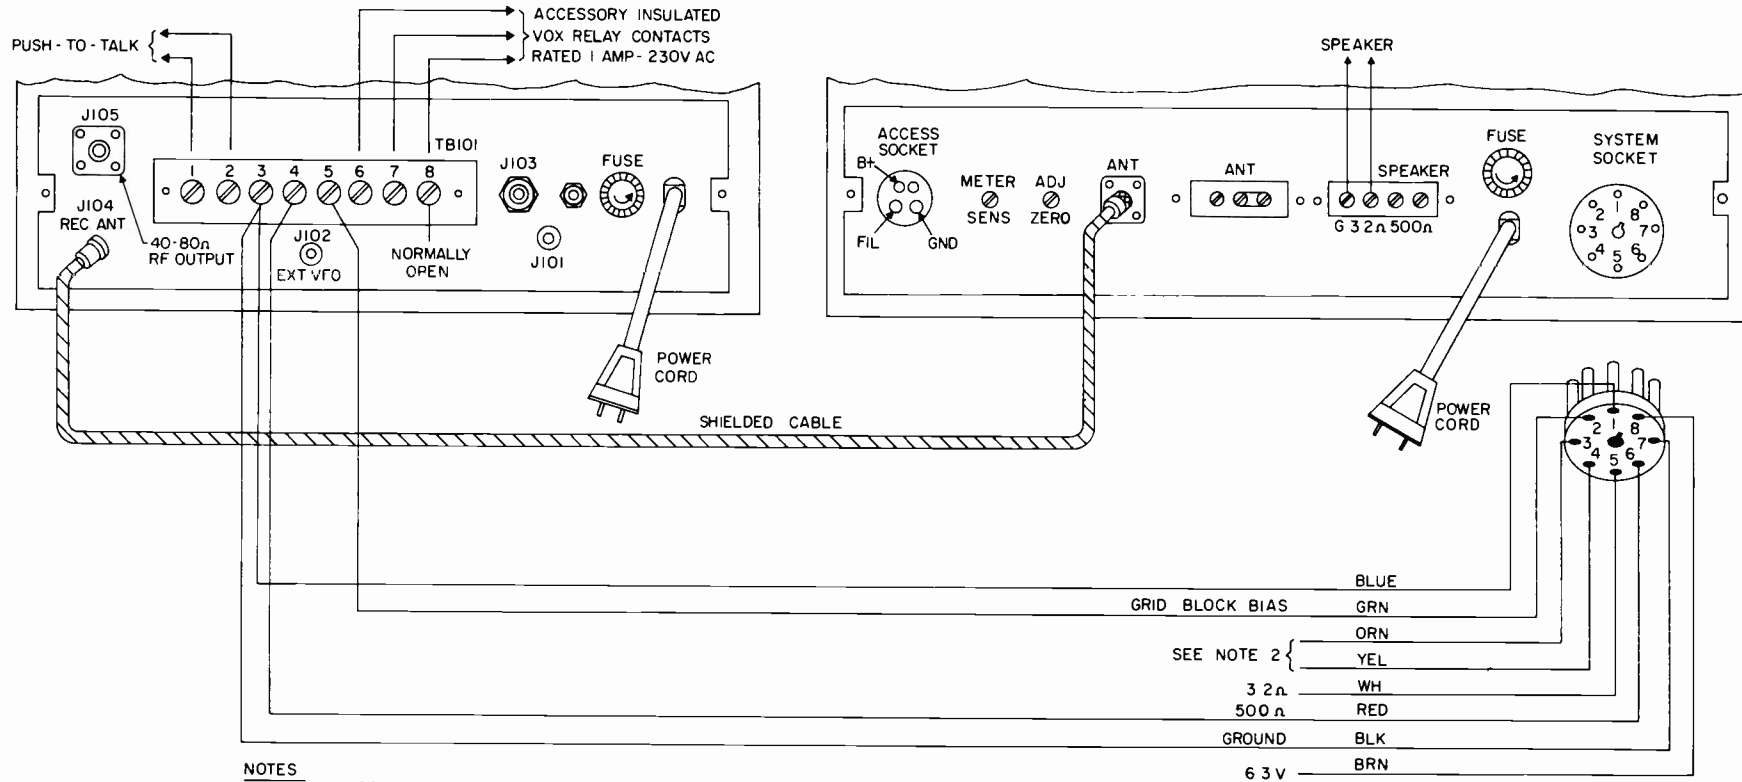 PUSH-TO-TALK
ACCESSORY INSULATED
VOX RELAY CONTACTS
RATED 1 AMP-230V AC
J105
TB101
1 2 3 4 5 6 7 8
J103
FUSE
J104
REC ANT
40-80Ω
RF OUTPUT
J102
EXT VFO
NORMALLY
OPEN
J101
POWER
CORD
SPEAKER
ACCESS
SOCKET
B+
FIL
GND
METER
SENS
ADJ
ZERO
ANT
ANT
SPEAKER
G 3 2Ω 500Ω
FUSE
SYSTEM
SOCKET
1
2 8
3 7
4 5 6
POWER
CORD
SHIELDED CABLE
1
2 8
3 7
4 5 6
BLUE
GRID BLOCK BIAS GRN
ORN
SEE NOTE 2
YEL
3 2Ω WH
500Ω RED
GROUND BLK
6 3 V BRN
NOTES